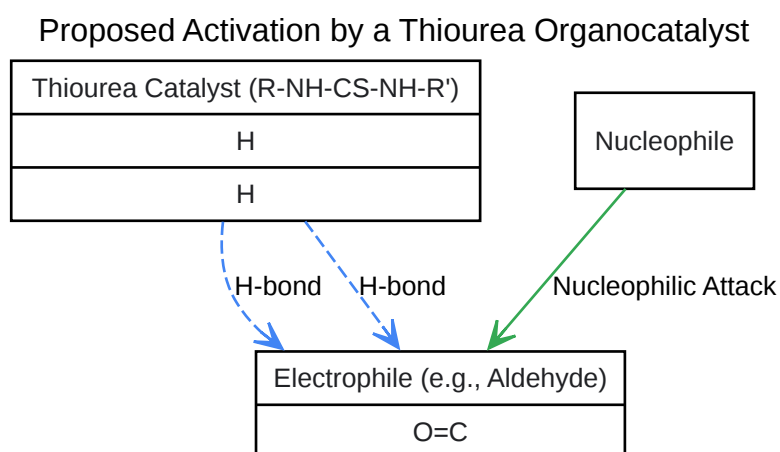 Proposed Activation by a Thiourea Organocatalyst
Thiourea Catalyst (R-NH-CS-NH-R')
H
H
Nucleophile
H-bond
H-bond
Nucleophilic Attack
Electrophile (e.g., Aldehyde)
O=C